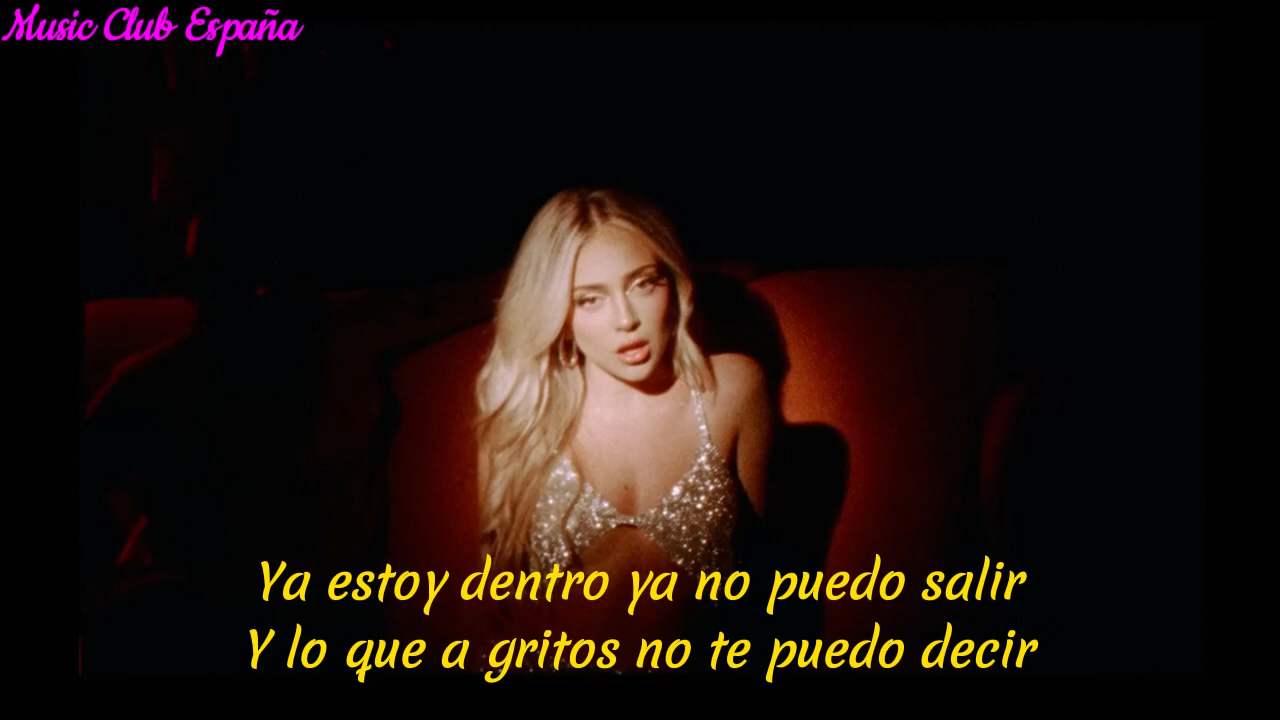 Music Club España
Ya estoy dentro ya no puedo salir
Y lo que a gritos no te puedo decir